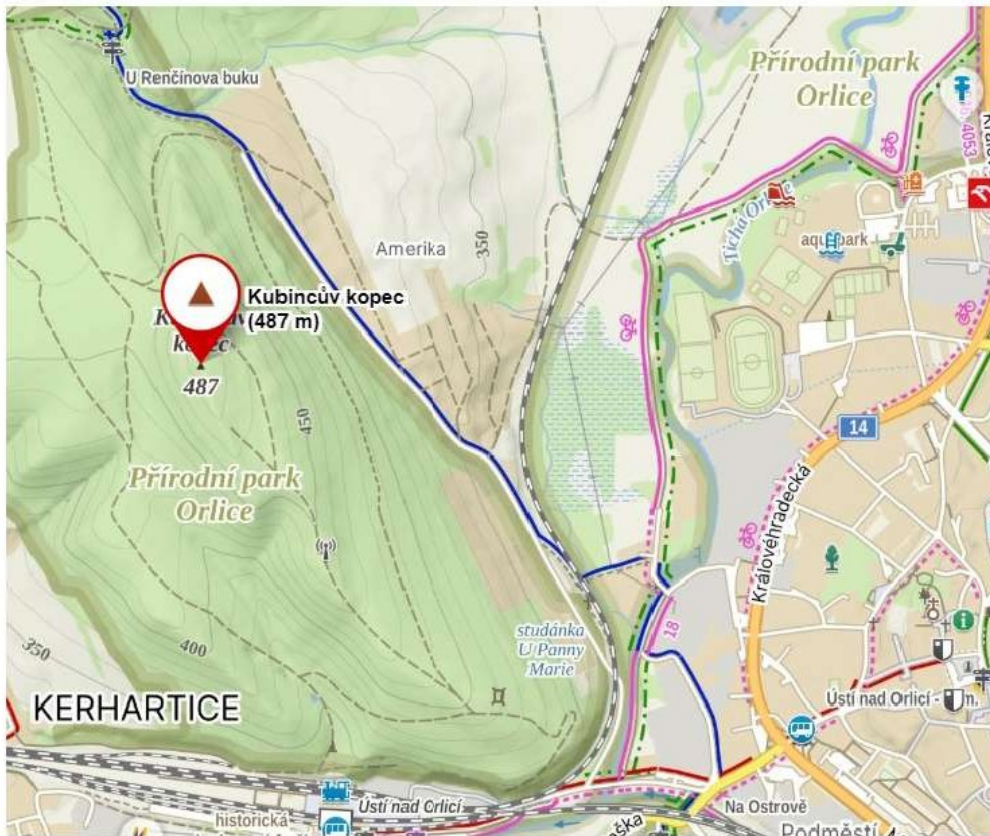 U Renčínova buku
Přírodní park
Orlice
4053
Amerika
350
Tichá Orlice
aquapark
Kubincův kopec
(487 m)
487
450
14
Královéhradecká
Přírodní park
Orlice
studánka
U Panny
Marie
18
350
400
KERHARTICE
Ústí nad Orlicí -
Ústí nad Orlicí
historická
Na Ostrově
Podměstí